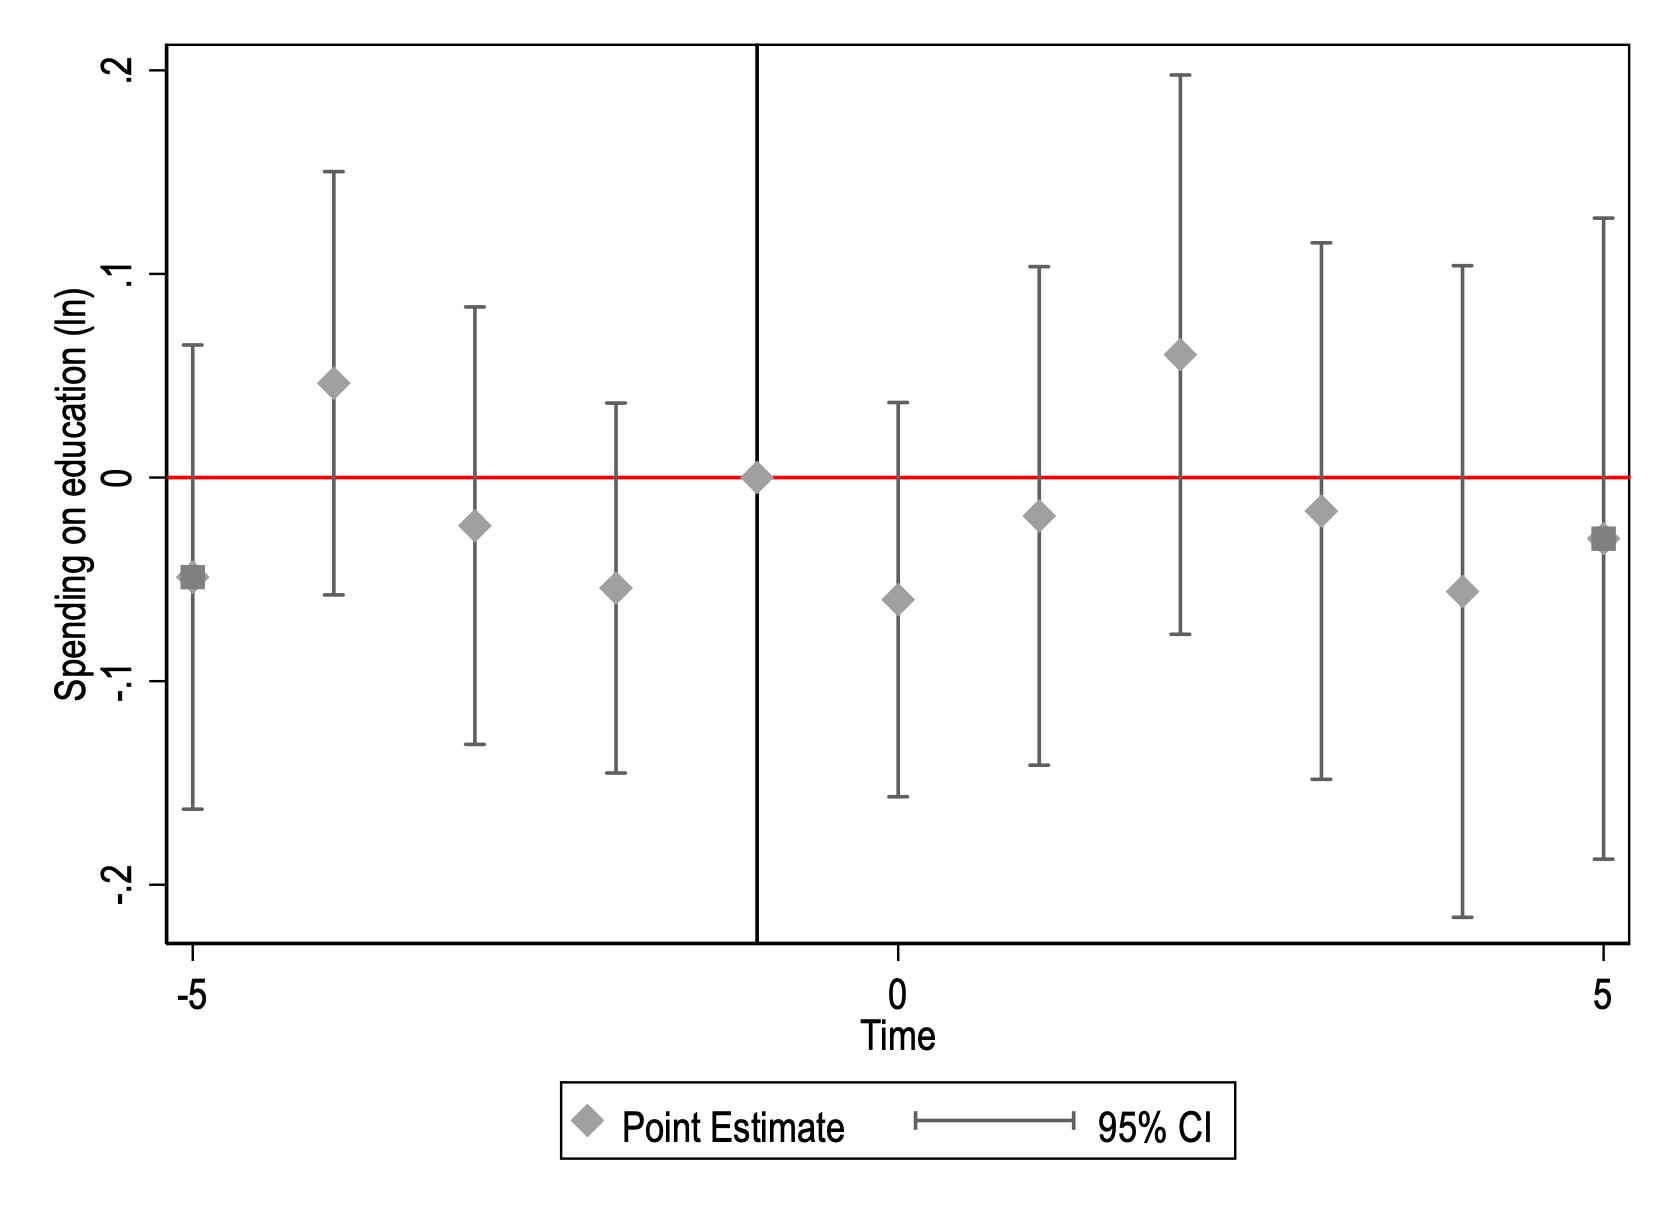 Spending on education (ln)
.2
.1
0
-.1
-.2
-5
0
5
Time
Point Estimate
95% CI